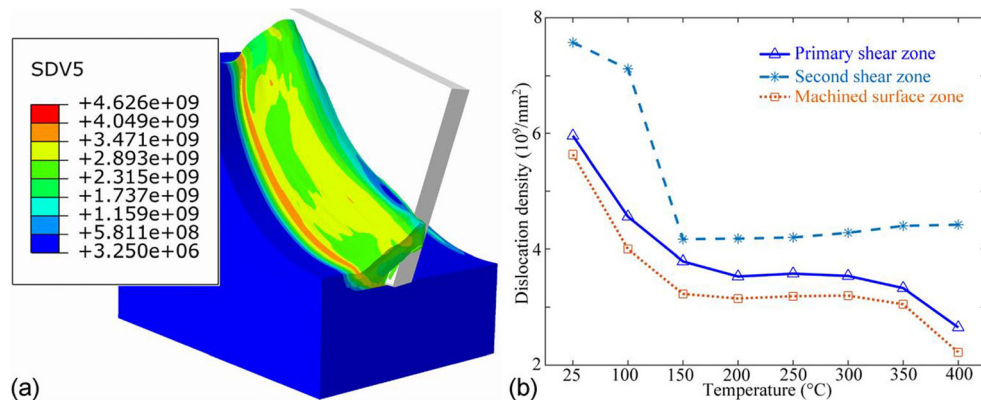 SDV5
+4.626e+09
+4.049e+09
+3.471e+09
+2.893e+09
+2.315e+09
+1.737e+09
+1.159e+09
+5.811e+08
+3.250e+06
(a)
Dislocation density (10⁹/mm²)
8
6
4
2
Primary shear zone
Second shear zone
Machined surface zone
25 100 150 200 250 300 350 400
Temperature (°C)
(b)